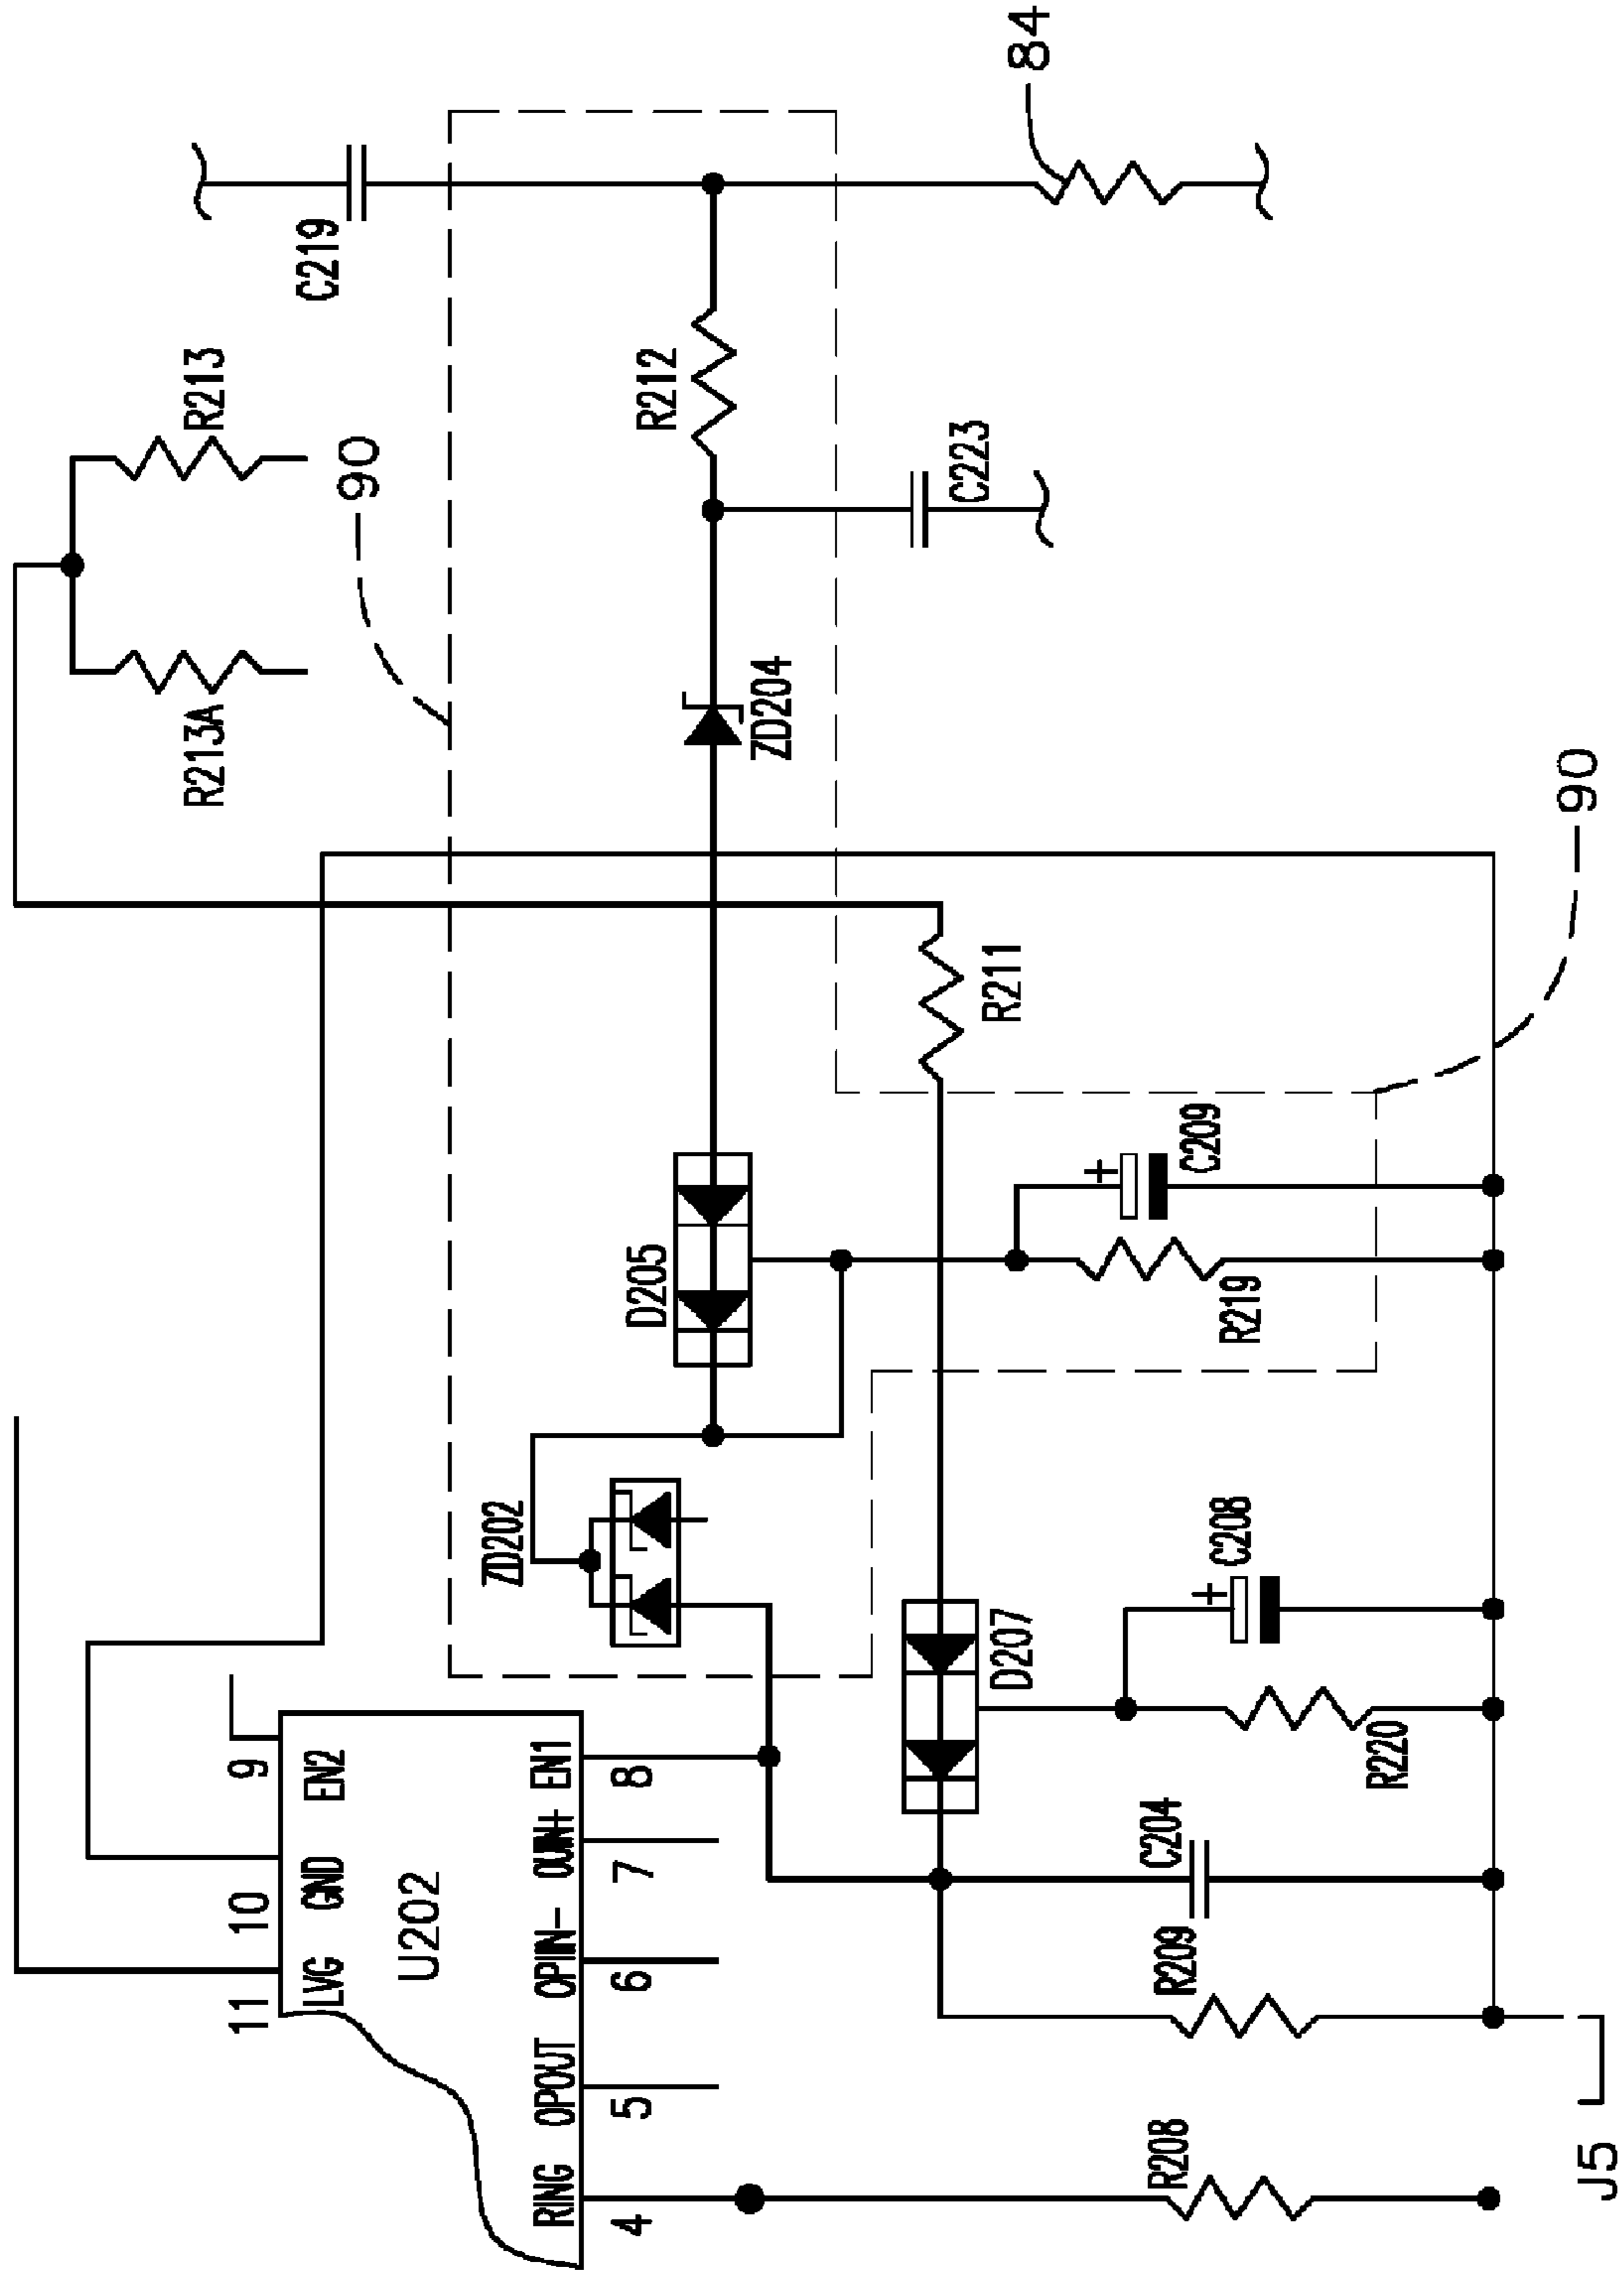 R213A
R213
11 10 9
LVG GND EN2
C219
90
U202
ZD202
RING OPOUT OPIN- EN1
4 5 6 7 8
D205
R212
ZD204
C223
R211
D207
84
+
R208
R209
C204
C209
+
C208
R219
R220
90
J5